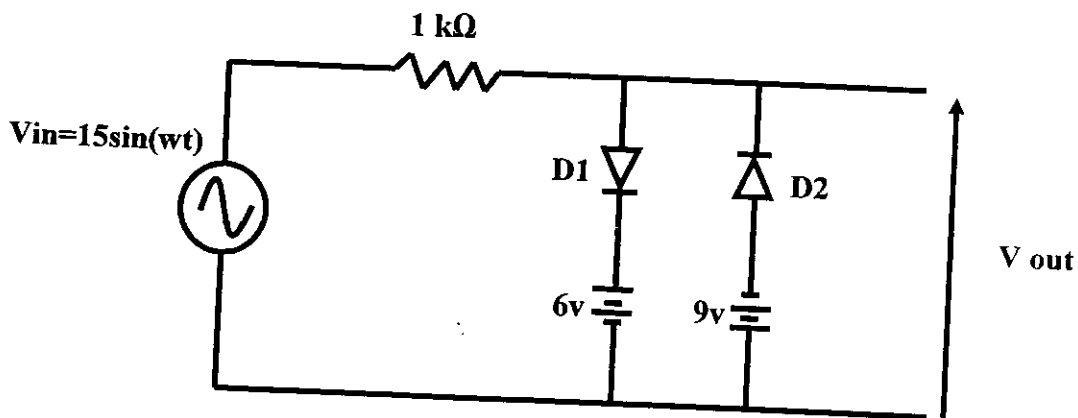 1 kΩ
Vin=15sin(wt)
D1
D2
V out
6v
9v